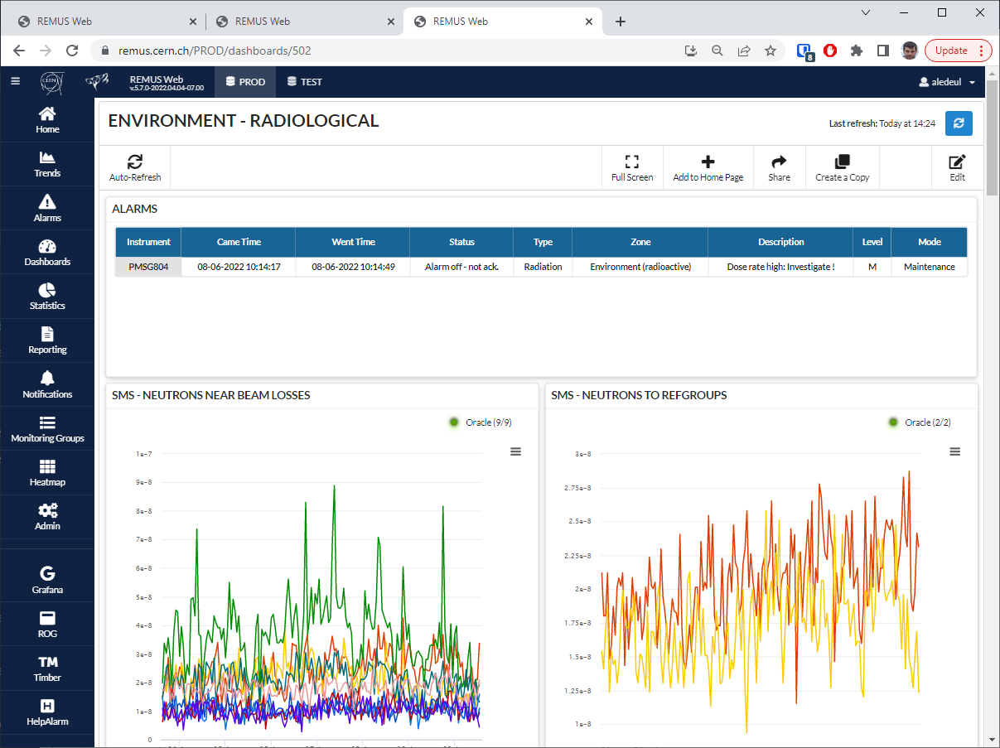 REMUS Web
REMUS Web
REMUS Web
remus.cern.ch/PROD/dashboards/502
8
Update
CERN
REMUS Web
v.5.7.0-2022.04.04-07.00
PROD
TEST
aledeul
Home
Trends
Alarms
Dashboards
Statistics
Reporting
Notifications
Monitoring Groups
Heatmap
Admin
G
Grafana
ROG
TM
Timber
H
HelpAlarm
ENVIRONMENT - RADIOLOGICAL
Last refresh: Today at 14:24
Auto-Refresh
Full Screen
Add to Home Page
Share
Create a Copy
Edit
ALARMS
Instrument Came Time Went Time Status Type Zone Description Level Mode
PMSG804 08-06-2022 10:14:17 08-06-2022 10:14:49 Alarm off - not ack. Radiation Environment (radioactive) Dose rate high: Investigate ! M Maintenance
SMS - NEUTRONS NEAR BEAM LOSSES
Oracle (9/9)
1e-7
9e-8
8e-8
7e-8
6e-8
5e-8
4e-8
3e-8
2e-8
1e-8
0
SMS - NEUTRONS TO REFGROUPS
Oracle (2/2)
3e-8
2.75e-8
2.5e-8
2.25e-8
2e-8
1.75e-8
1.5e-8
1.25e-8
1e-8